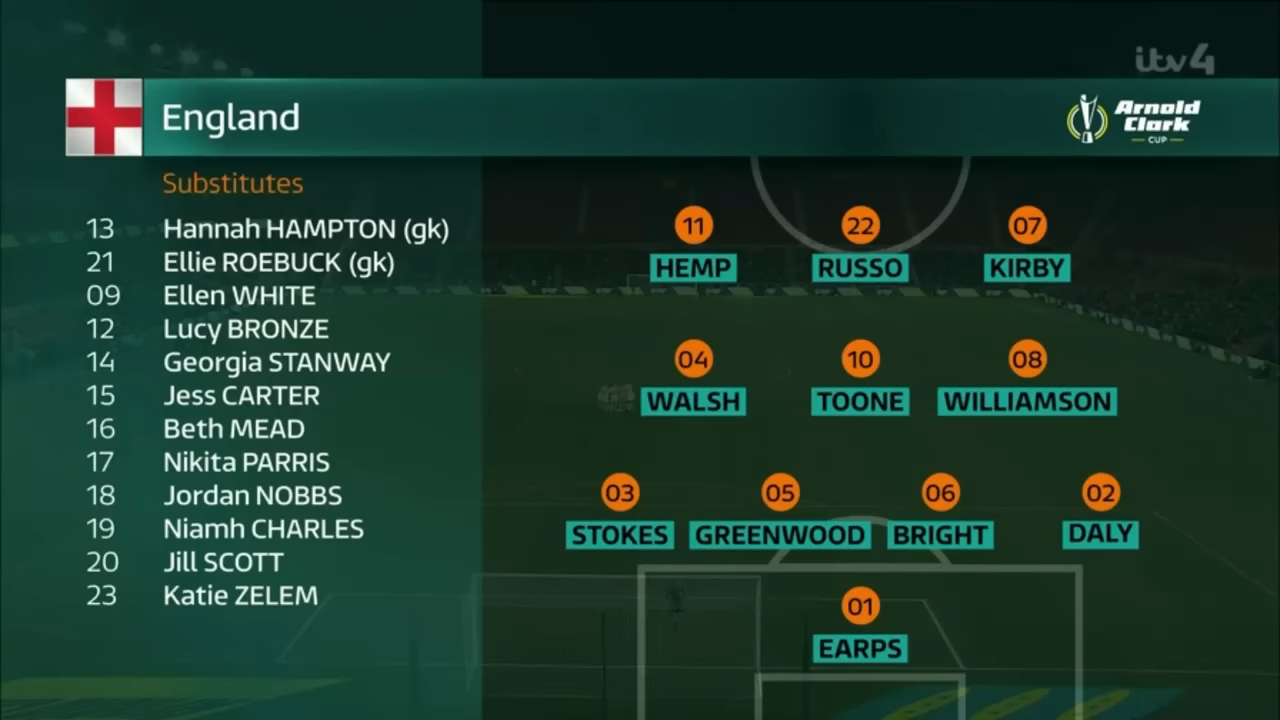 itv4
England
Arnold
Clark
CUP
Substitutes
13 Hannah HAMPTON (gk)
21 Ellie ROEBUCK (gk)
09 Ellen WHITE
12 Lucy BRONZE
14 Georgia STANWAY
15 Jess CARTER
16 Beth MEAD
17 Nikita PARRIS
18 Jordan NOBBS
19 Niamh CHARLES
20 Jill SCOTT
23 Katie ZELEM
11 22 07
HEMP RUSSO KIRBY
04 10 08
WALSH TOONE WILLIAMSON
03 05 06 02
STOKES GREENWOOD BRIGHT DALY
01
EARPS